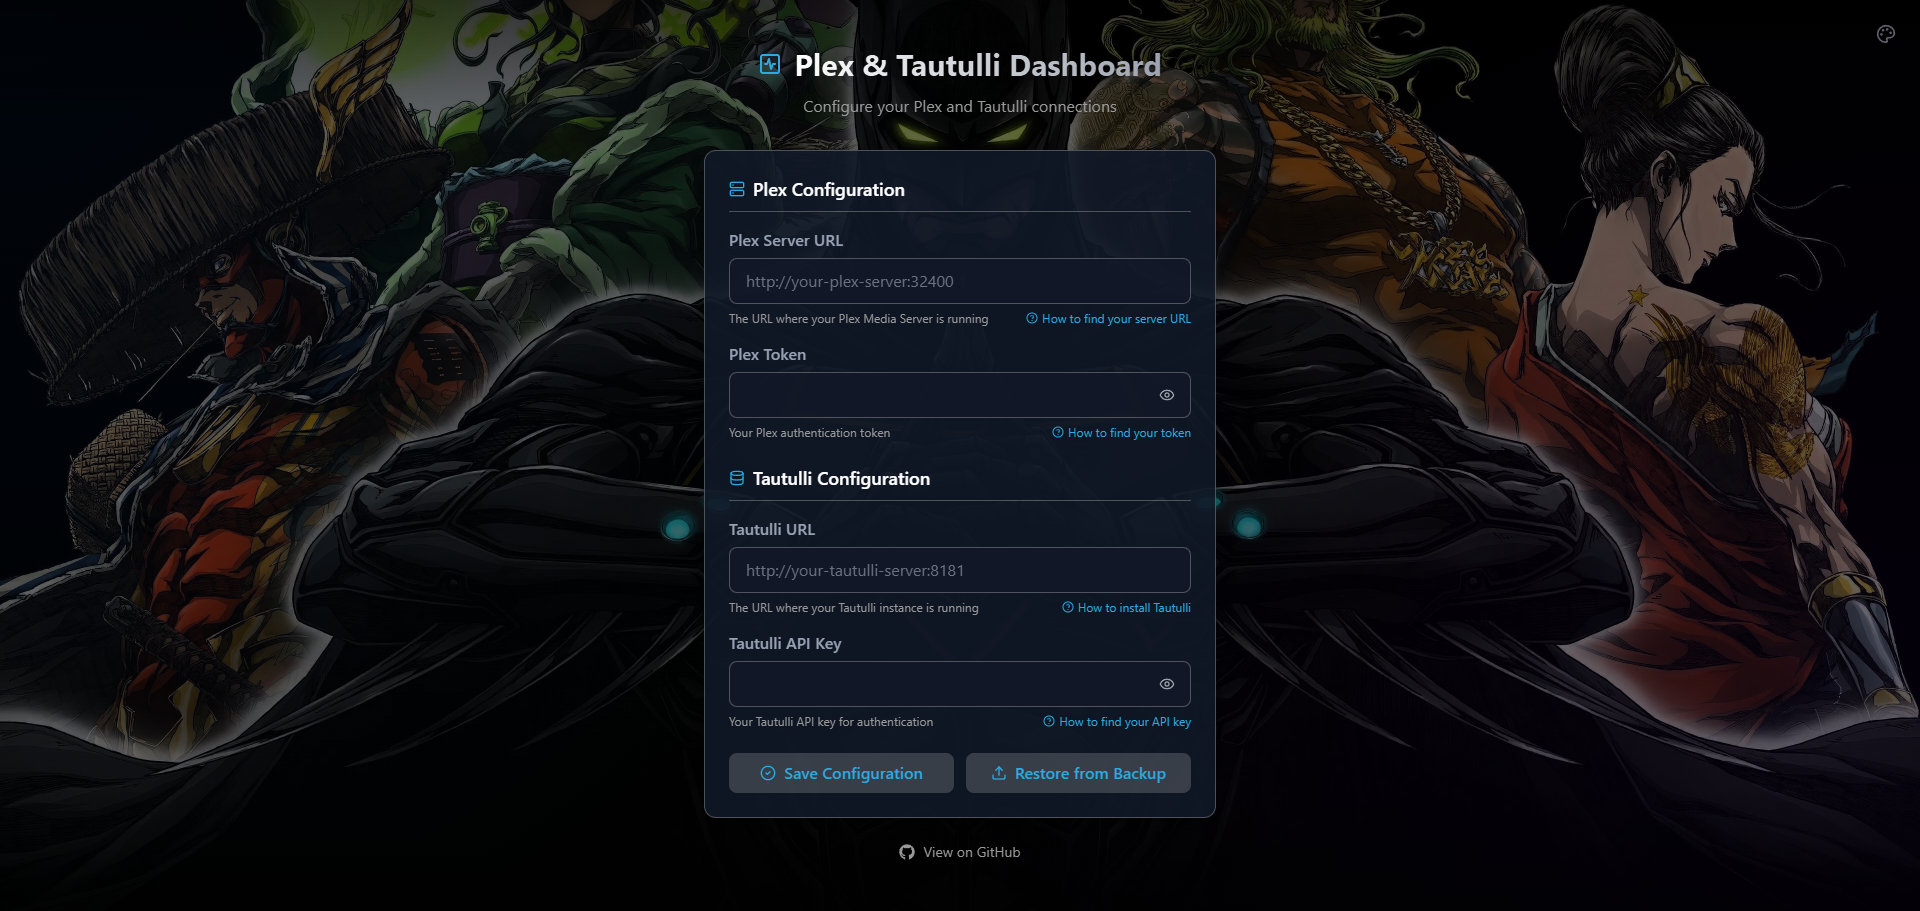 Plex & Tautulli Dashboard
Configure your Plex and Tautulli connections
Plex Configuration
Plex Server URL
http://your-plex-server:32400
The URL where your Plex Media Server is running
How to find your server URL
Plex Token
Your Plex authentication token
How to find your token
Tautulli Configuration
Tautulli URL
http://your-tautulli-server:8181
The URL where your Tautulli instance is running
How to install Tautulli
Tautulli API Key
Your Tautulli API key for authentication
How to find your API key
Save Configuration
Restore from Backup
View on GitHub